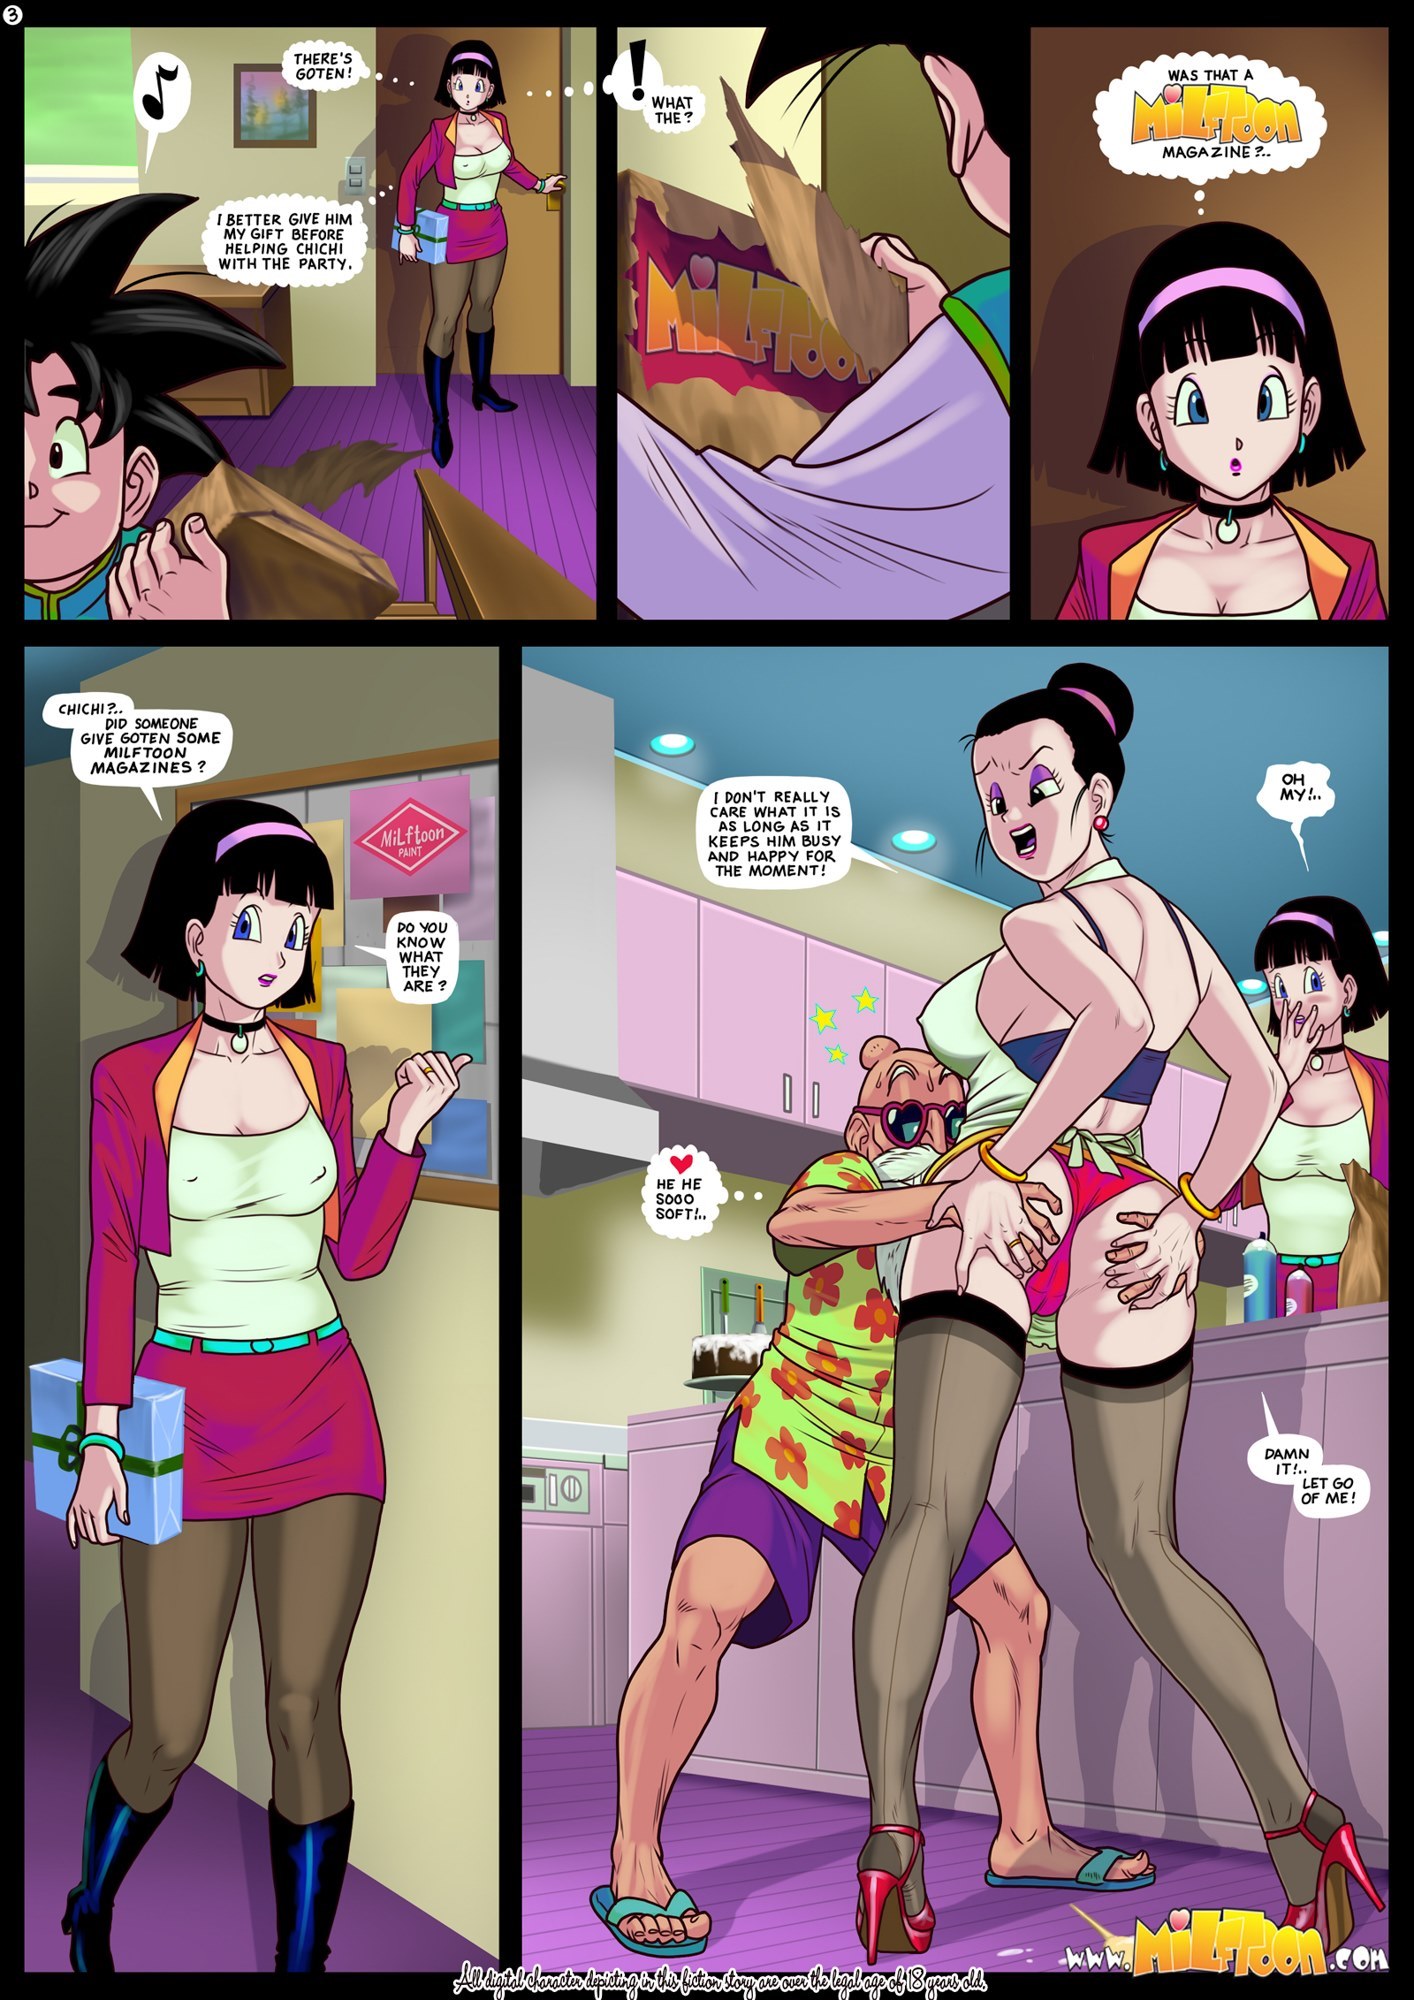 3
THERE'S
GOTEN!
I BETTER GIVE HIM
MY GIFT BEFORE
HELPING CHICHI
WITH THE PARTY.
!
WHAT
THE?
MILFTOON
WAS THAT A
MILFTOON
MAGAZINE?..
CHICHI?..
DID SOMEONE
GIVE GOTEN SOME
MILFTOON
MAGAZINES?
MiLftoon
PAINT
DO YOU
KNOW
WHAT
THEY
ARE?
I DON'T REALLY
CARE WHAT IT IS
AS LONG AS IT
KEEPS HIM BUSY
AND HAPPY FOR
THE MOMENT!
OH
MY!..
HE HE
SOOO
SOFT!..
DAMN
IT!..
LET GO
OF ME!
www.MILFTOON.com
All digital character depicting in this fiction story are over the legal age of 18 years old.